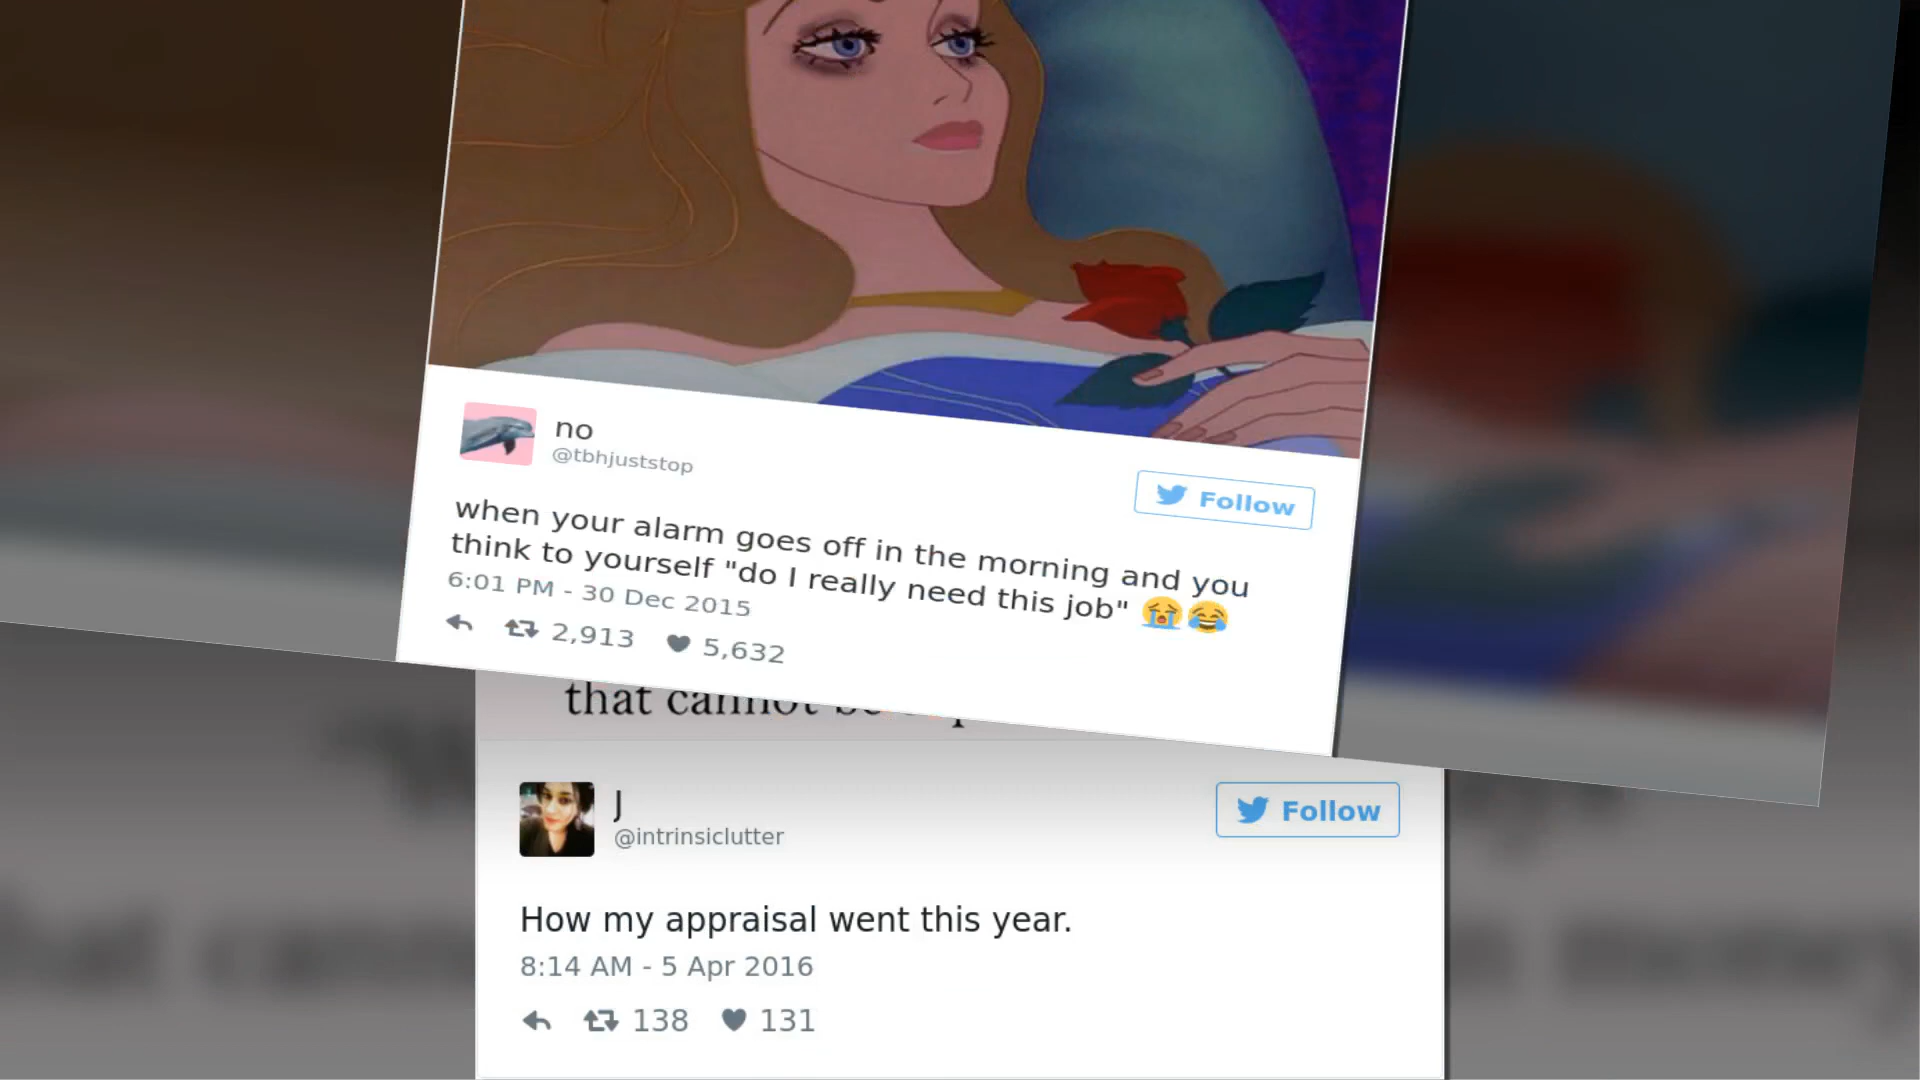 no
@tbhjuststop
Follow
when your alarm goes off in the morning and you
think to yourself "do I really need this job" 😭😂
6:01 PM - 30 Dec 2015
2,913 5,632
that cannot
J
@intrinsiclutter
Follow
How my appraisal went this year.
8:14 AM - 5 Apr 2016
138 131